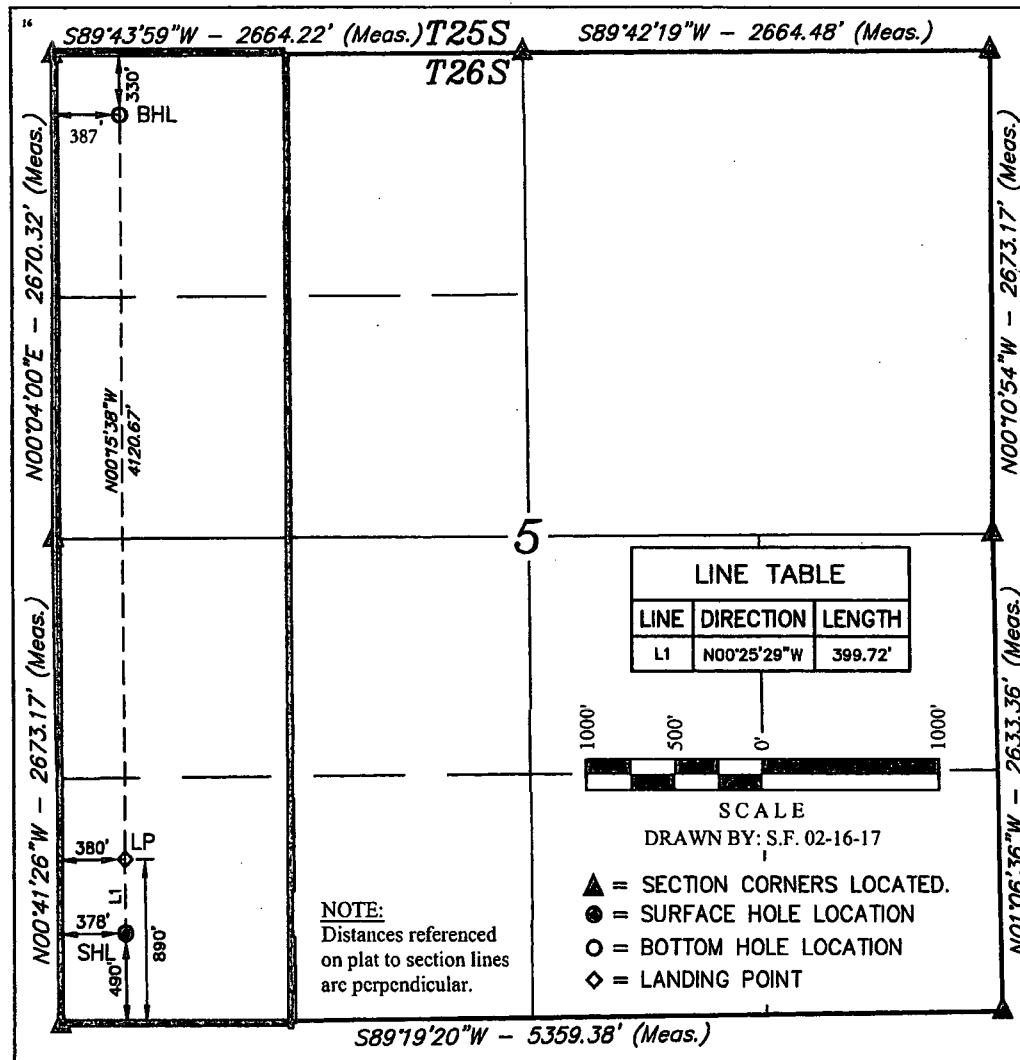 16
S89°43'59"W – 2664.22' (Meas.)
T25S
S89°42'19"W – 2664.48' (Meas.)
T26S
330'
BHL
387'
N00°04'00"E – 2670.32' (Meas.)
N00°15'38"W
4120.67'
N00°10'54"W – 2673.17' (Meas.)
5
LINE TABLE
LINE DIRECTION LENGTH
L1 N00°25'29"W 399.72'
N00°41'26"W – 2673.17' (Meas.)
N01°06'36"W – 2633.36' (Meas.)
1000' 500' 0' 1000'
SCALE
DRAWN BY: S.F. 02-16-17
380'
LP
L1
890'
378'
SHL
490'
NOTE:
Distances referenced
on plat to section lines
are perpendicular.
= SECTION CORNERS LOCATED.
= SURFACE HOLE LOCATION
= BOTTOM HOLE LOCATION
= LANDING POINT
S89°19'20"W – 5359.38' (Meas.)